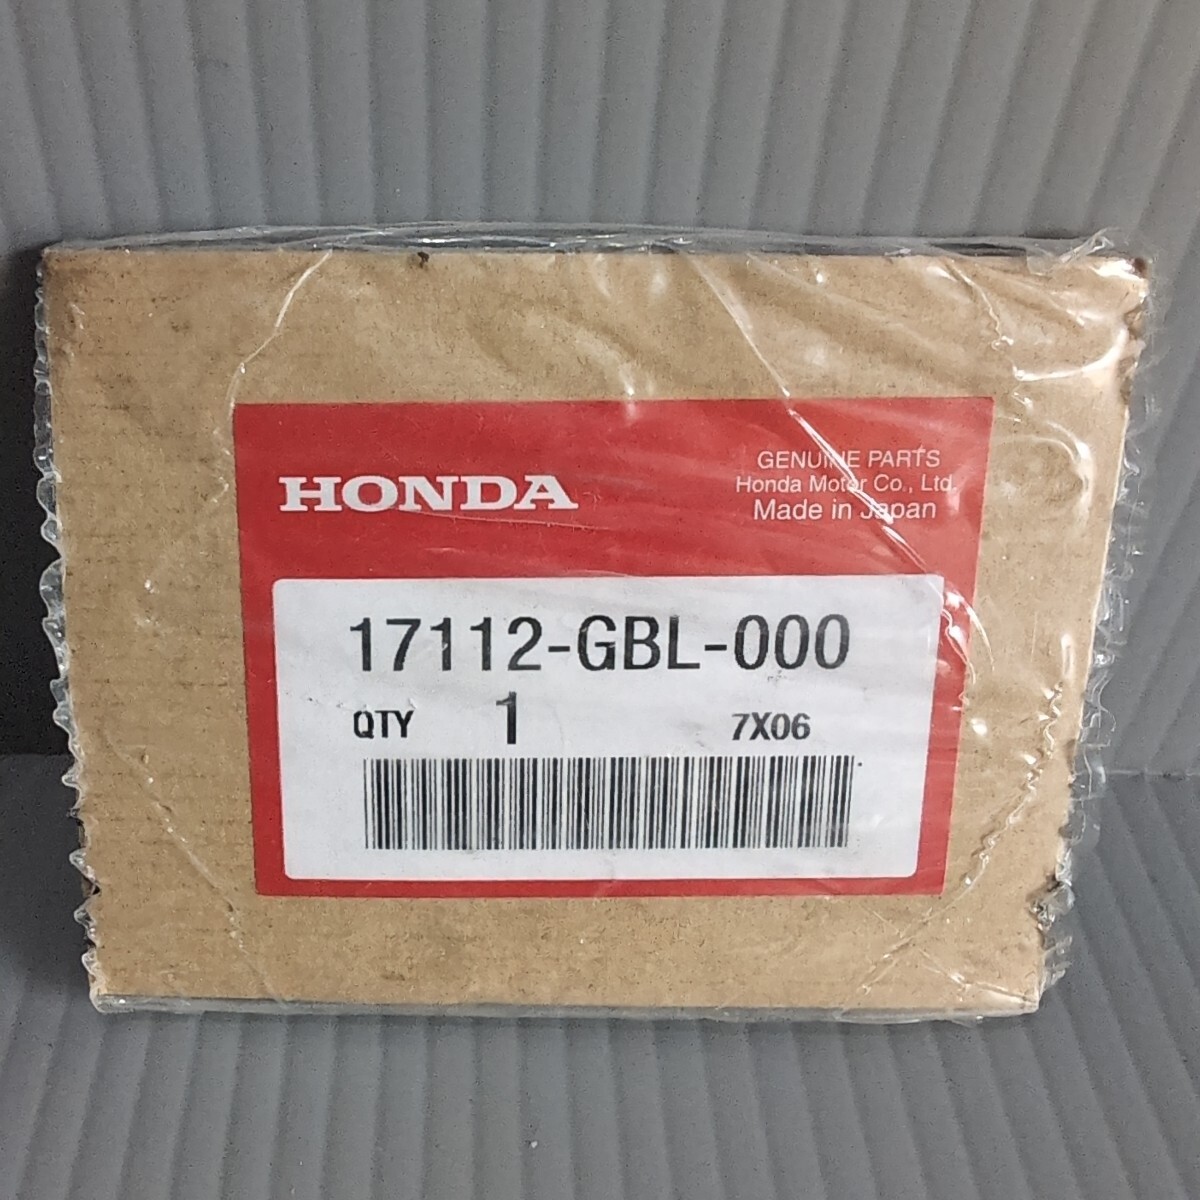 HONDA
GENUINE PARTS
Honda Motor Co., Ltd.
Made in Japan
17112-GBL-000
QTY 1 7X06